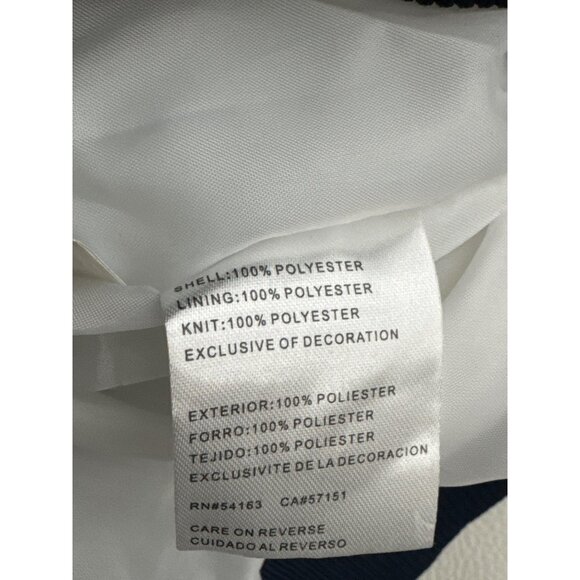 SHELL:100% POLYESTER
LINING:100% POLYESTER
KNIT:100% POLYESTER
EXCLUSIVE OF DECORATION
EXTERIOR:100% POLIESTER
FORRO:100% POLIESTER
TEJIDO:100% POLIESTER
EXCLUSIVITE DE LA DECORACION
RN#54163 CA#57151
CARE ON REVERSE
CUIDADO AL REVERSO